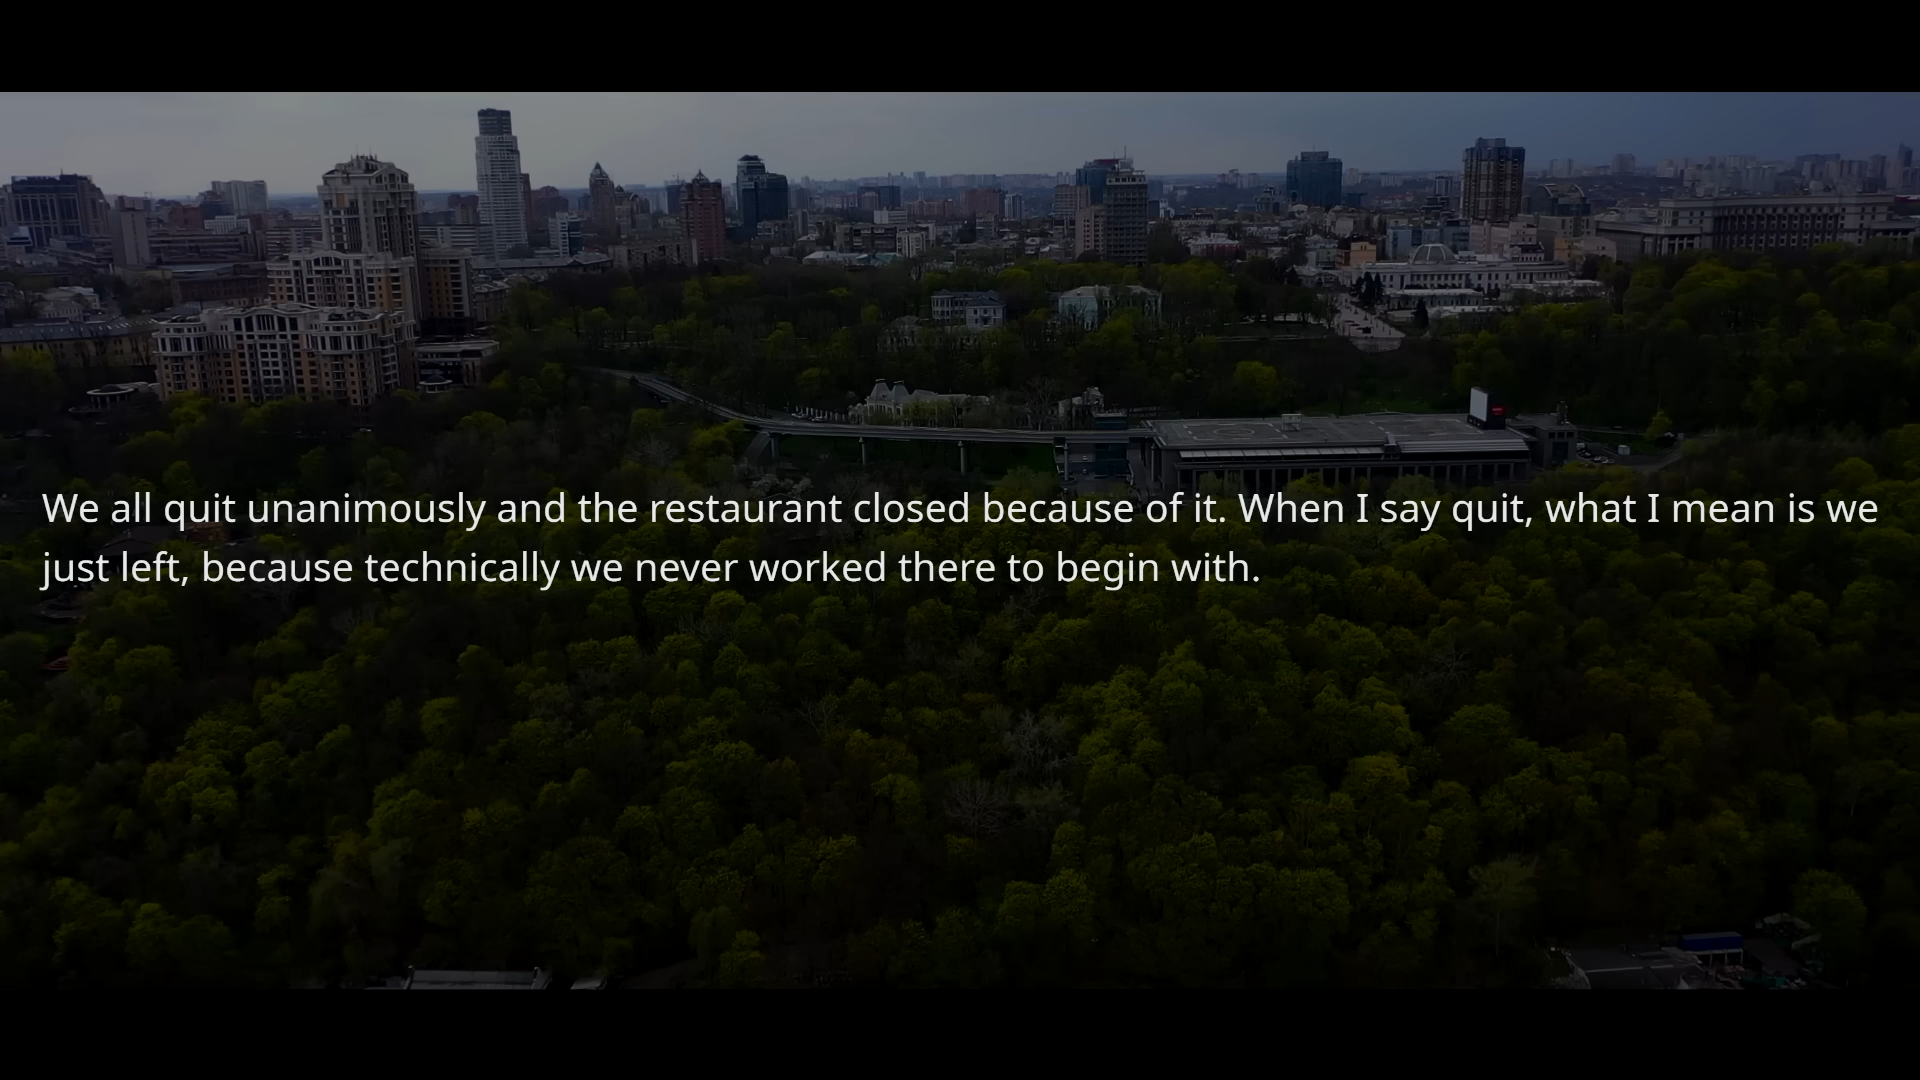 We all quit unanimously and the restaurant closed because of it. When I say quit, what I mean is we
just left, because technically we never worked there to begin with.